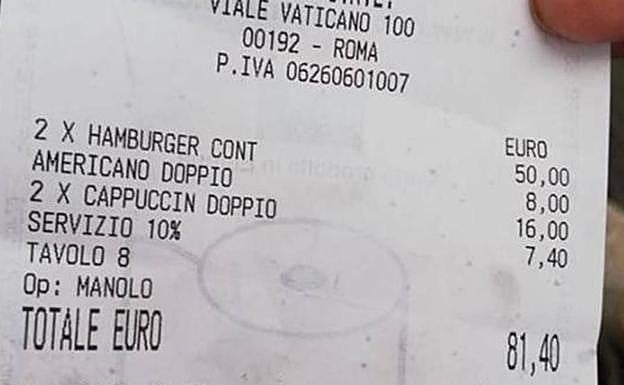 VIALE VATICANO 100
00192 - ROMA
P.IVA 06260601007
EURO
2 X HAMBURGER CONT 50,00
AMERICANO DOPPIO 8,00
2 X CAPPUCCIN DOPPIO 16,00
SERVIZIO 10% 7,40
TAVOLO 8
Op: MANOLO
TOTALE EURO 81,40